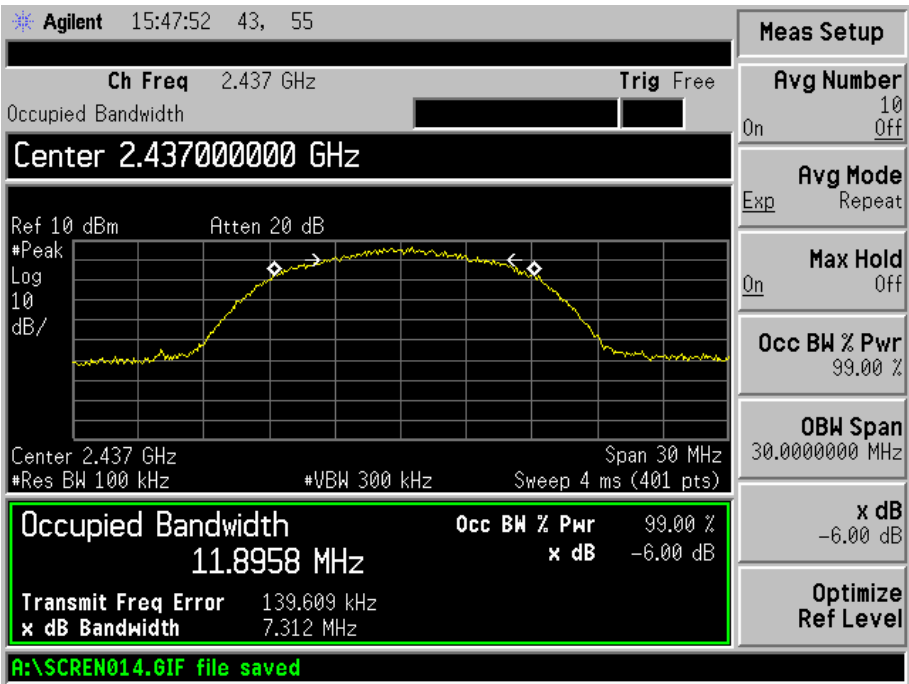 Agilent 15:47:52 43, 55
Meas Setup
Ch Freq 2.437 GHz Trig Free
Occupied Bandwidth
Center 2.437000000 GHz
Ref 10 dBm Atten 20 dB
#Peak
Log
10
dB/
Center 2.437 GHz Span 30 MHz
#Res BW 100 kHz #VBW 300 kHz Sweep 4 ms (401 pts)
Occupied Bandwidth Occ BW % Pwr 99.00 %
11.8958 MHz x dB -6.00 dB
Transmit Freq Error 139.609 kHz
x dB Bandwidth 7.312 MHz
A:\SCREN014.GIF file saved
Avg Number
10
On Off
Avg Mode
Exp Repeat
Max Hold
On Off
Occ BW % Pwr
99.00 %
OBW Span
30.0000000 MHz
x dB
-6.00 dB
Optimize
Ref Level